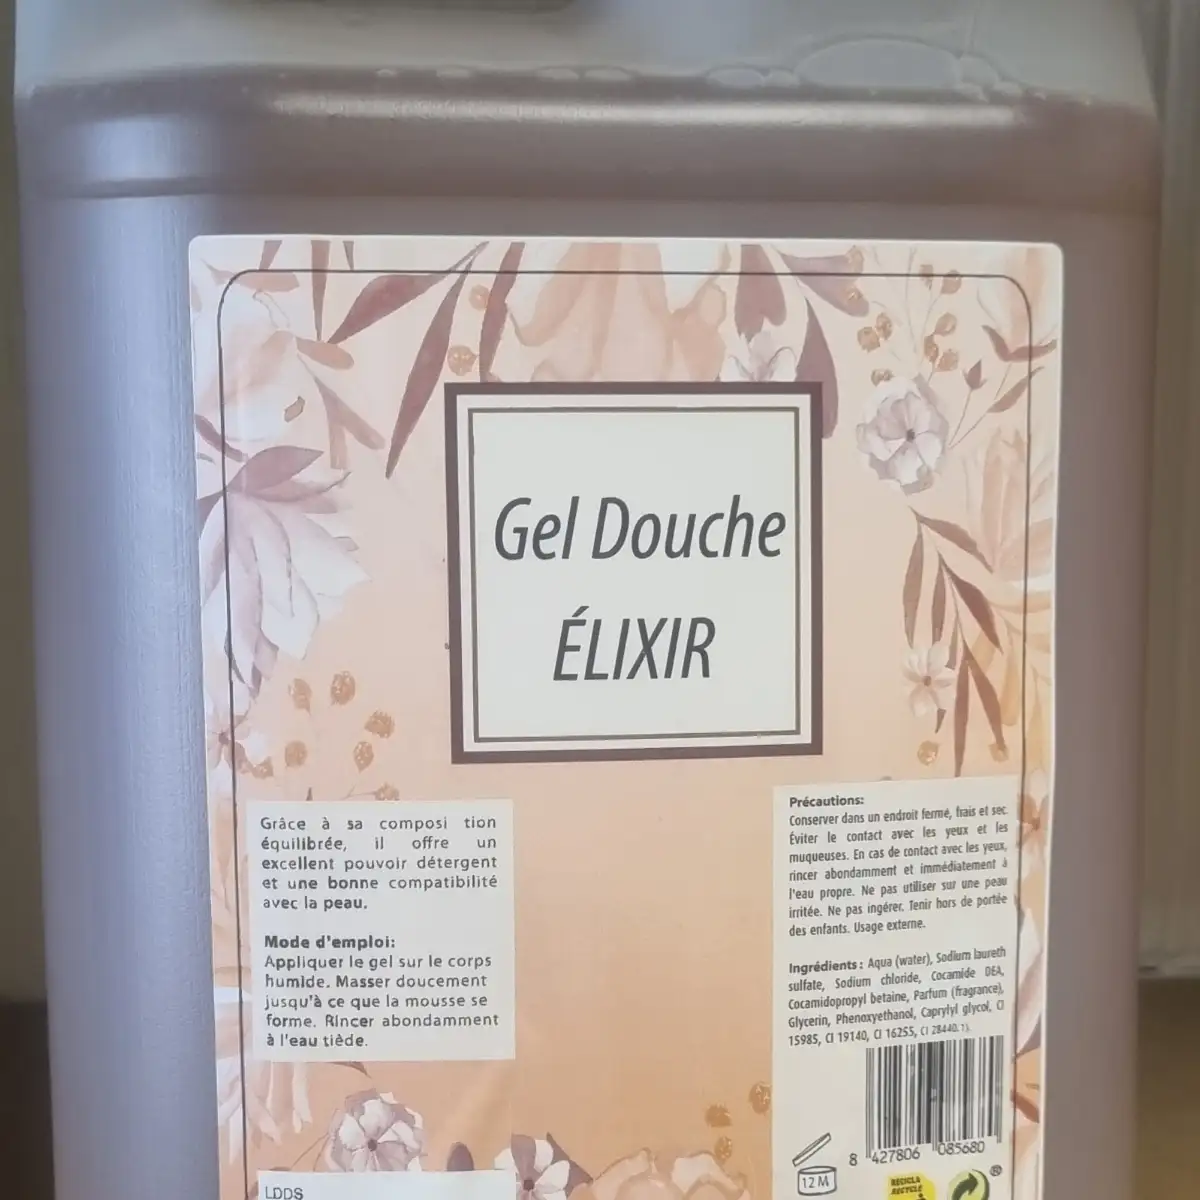 Gel Douche
ÉLIXIR
Grâce à sa composi tion
équilibrée, il offre un
excellent pouvoir détergent
et une bonne compatibilité
avec la peau.
Mode d'emploi:
Appliquer le gel sur le corps
humide. Masser doucement
jusqu'à ce que la mousse se
forme. Rincer abondamment
à l'eau tiède.
LDDS
Précautions:
Conserver dans un endroit fermé, frais et sec.
Éviter le contact avec les yeux et les
muqueuses. En cas de contact avec les yeux,
rincer abondamment et immédiatement à
l'eau propre. Ne pas utiliser sur une peau
irritée. Ne pas ingérer. Tenir hors de portée
des enfants. Usage externe.
Ingrédients : Aqua (water), Sodium laureth
sulfate, Sodium chloride, Cocamide DEA,
Cocamidopropyl betaine, Parfum (fragrance),
Glycerin, Phenoxyethanol, Caprylyl glycol, CI
15985, CI 19140, CI 16255, CI 28440.1).
8 427806 085680
12 M
RECICLA
RECYCLE
®